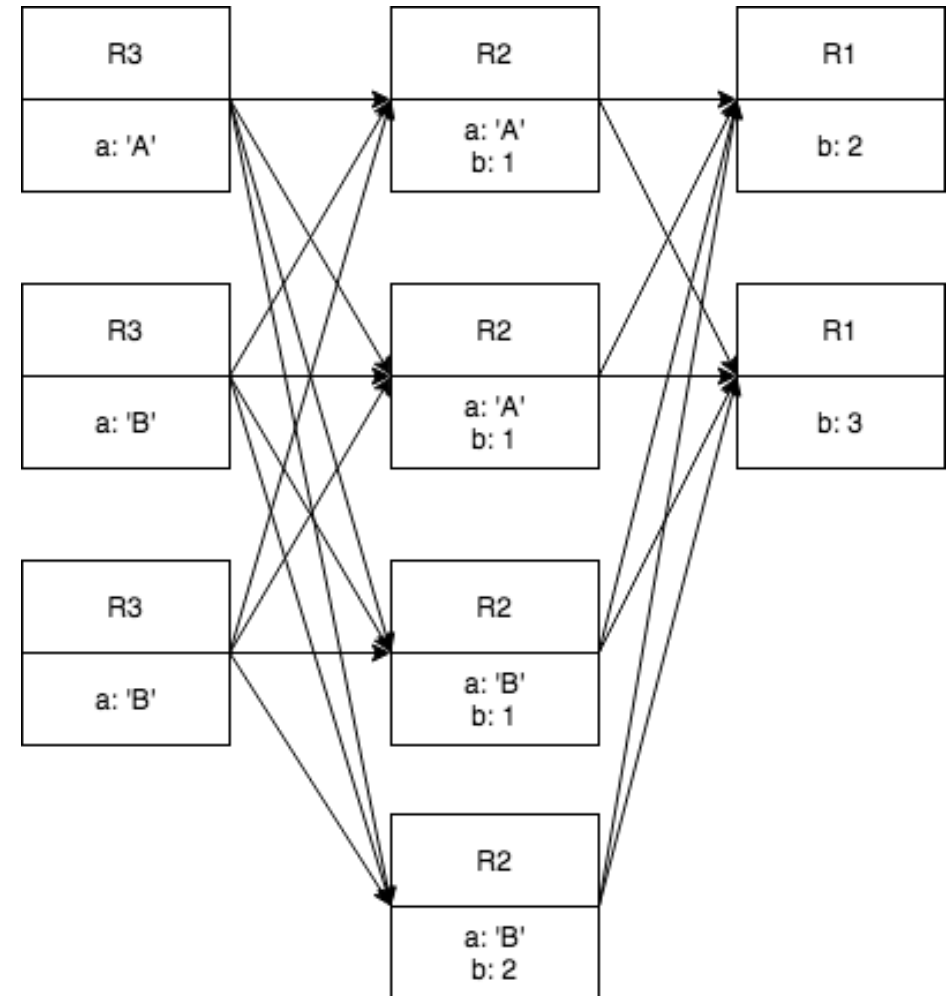 R3
a: 'A'
R2
a: 'A'
b: 1
R1
b: 2
R3
a: 'B'
R2
a: 'A'
b: 1
R1
b: 3
R3
a: 'B'
R2
a: 'B'
b: 1
R2
a: 'B'
b: 2